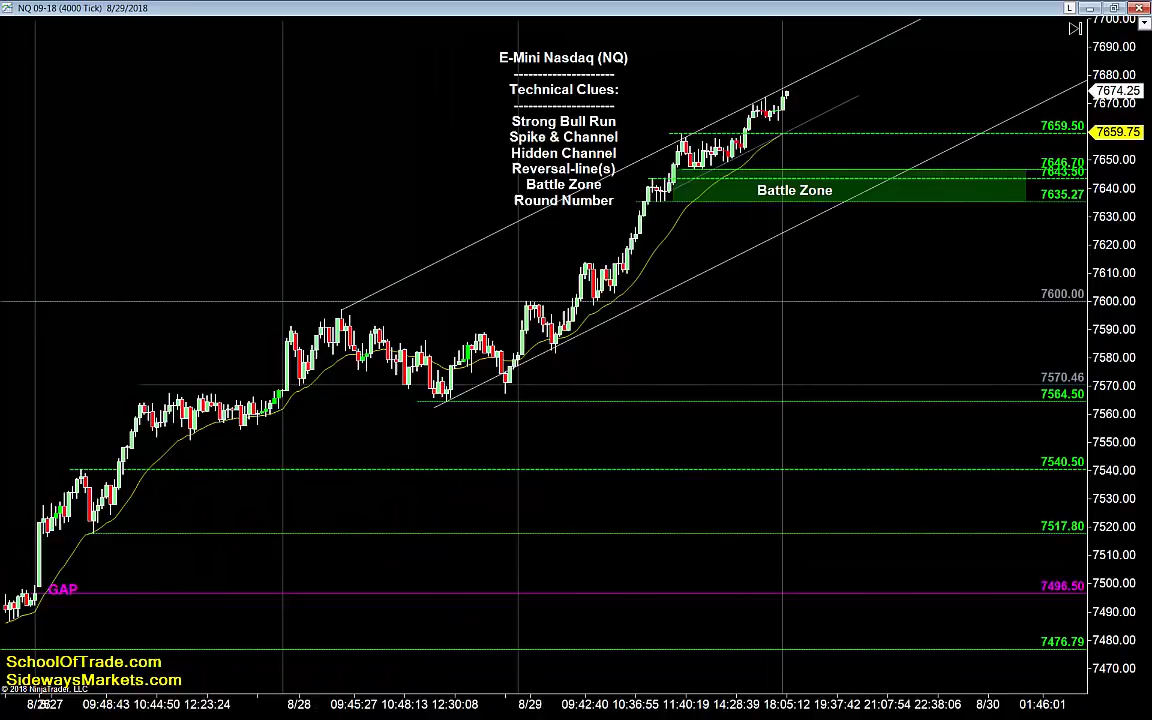 NQ 09-18 (4000 Tick)  8/29/2018
L
E-Mini Nasdaq (NQ)
----------------------
Technical Clues:
----------------------
Strong Bull Run
Spike & Channel
Hidden Channel
Reversal-line(s)
Battle Zone
Round Number
Battle Zone
GAP
7659.50
7646.70
7643.50
7635.27
7600.00
7570.46
7564.50
7540.50
7517.80
7496.50
7476.79
7700.00
7690.00
7680.00
7674.25
7670.00
7659.75
7650.00
7640.00
7630.00
7620.00
7610.00
7600.00
7590.00
7580.00
7570.00
7560.00
7550.00
7540.00
7530.00
7520.00
7510.00
7500.00
7490.00
7480.00
7470.00
SchoolOfTrade.com
SidewaysMarkets.com
© 2018 NinjaTrader, LLC
09:48:43 10:44:50 12:23:24 8/28 09:45:27 10:48:13 12:30:08 8/29 09:42:40 10:36:55 11:40:19 14:28:39 18:05:12 19:37:42 21:07:54 22:38:06 8/30 01:46:01